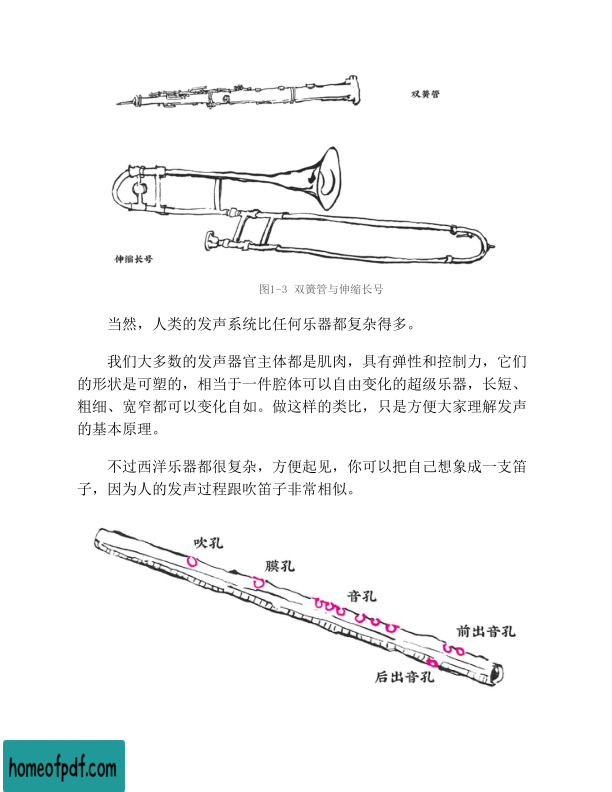 双簧管
伸缩长号
图1-3 双簧管与伸缩长号
当然，人类的发声系统比任何乐器都复杂得多。
我们大多数的发声器官主体都是肌肉，具有弹性和控制力，它们
的形状是可塑的，相当于一件腔体可以自由变化的超级乐器，长短、
粗细、宽窄都可以变化自如。做这样的类比，只是方便大家理解发声
的基本原理。
不过西洋乐器都很复杂，方便起见，你可以把自己想象成一支笛
子，因为人的发声过程跟吹笛子非常相似。
吹孔
膜孔
音孔
前出音孔
后出音孔
homeofpdf.com